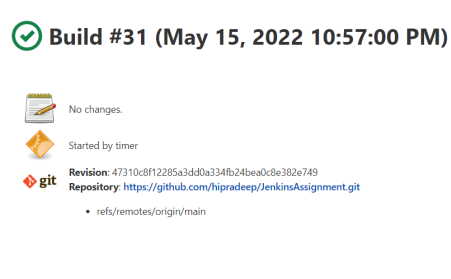 Build #31 (May 15, 2022 10:57:00 PM)
No changes.
Started by timer
git
Revision: 47310c8f12285a3dd0a334fb24bea0c8e382e749
Repository: https://github.com/hipradeep/JenkinsAssignment.git
refs/remotes/origin/main